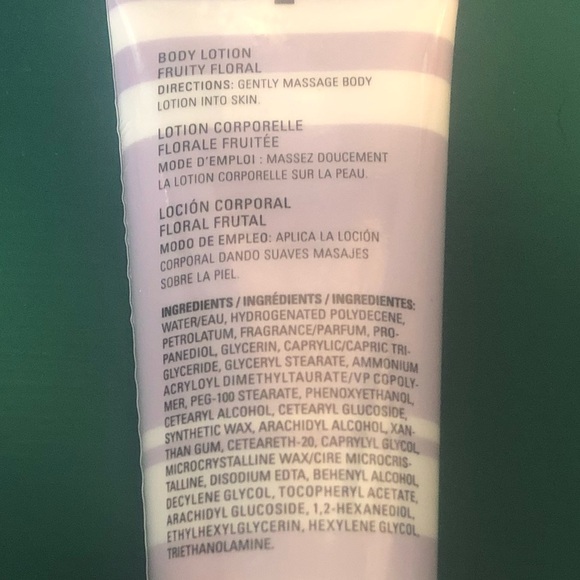 BODY LOTION
FRUITY FLORAL
DIRECTIONS: GENTLY MASSAGE BODY
LOTION INTO SKIN.
LOTION CORPORELLE
FLORALE FRUITÉE
MODE D'EMPLOI : MASSEZ DOUCEMENT
LA LOTION CORPORELLE SUR LA PEAU.
LOCIÓN CORPORAL
FLORAL FRUTAL
MODO DE EMPLEO: APLICA LA LOCIÓN
CORPORAL DANDO SUAVES MASAJES
SOBRE LA PIEL.
INGREDIENTS / INGRÉDIENTS / INGREDIENTES:
WATER/EAU, HYDROGENATED POLYDECENE,
PETROLATUM, FRAGRANCE/PARFUM, PRO-
PANEDIOL, GLYCERIN, CAPRYLIC/CAPRIC TRI-
GLYCERIDE, GLYCERYL STEARATE, AMMONIUM
ACRYLOYL DIMETHYLTAURATE/VP COPOLY-
MER, PEG-100 STEARATE, PHENOXYETHANOL,
CETEARYL ALCOHOL, CETEARYL GLUCOSIDE,
SYNTHETIC WAX, ARACHIDYL ALCOHOL, XAN-
THAN GUM, CETEARETH-20, CAPRYLYL GLYCOL,
MICROCRYSTALLINE WAX/CIRE MICROCRIS-
TALLINE, DISODIUM EDTA, BEHENYL ALCOHOL,
DECYLENE GLYCOL, TOCOPHERYL ACETATE,
ARACHIDYL GLUCOSIDE, 1,2-HEXANEDIOL,
ETHYLHEXYLGLYCERIN, HEXYLENE GLYCOL,
TRIETHANOLAMINE.